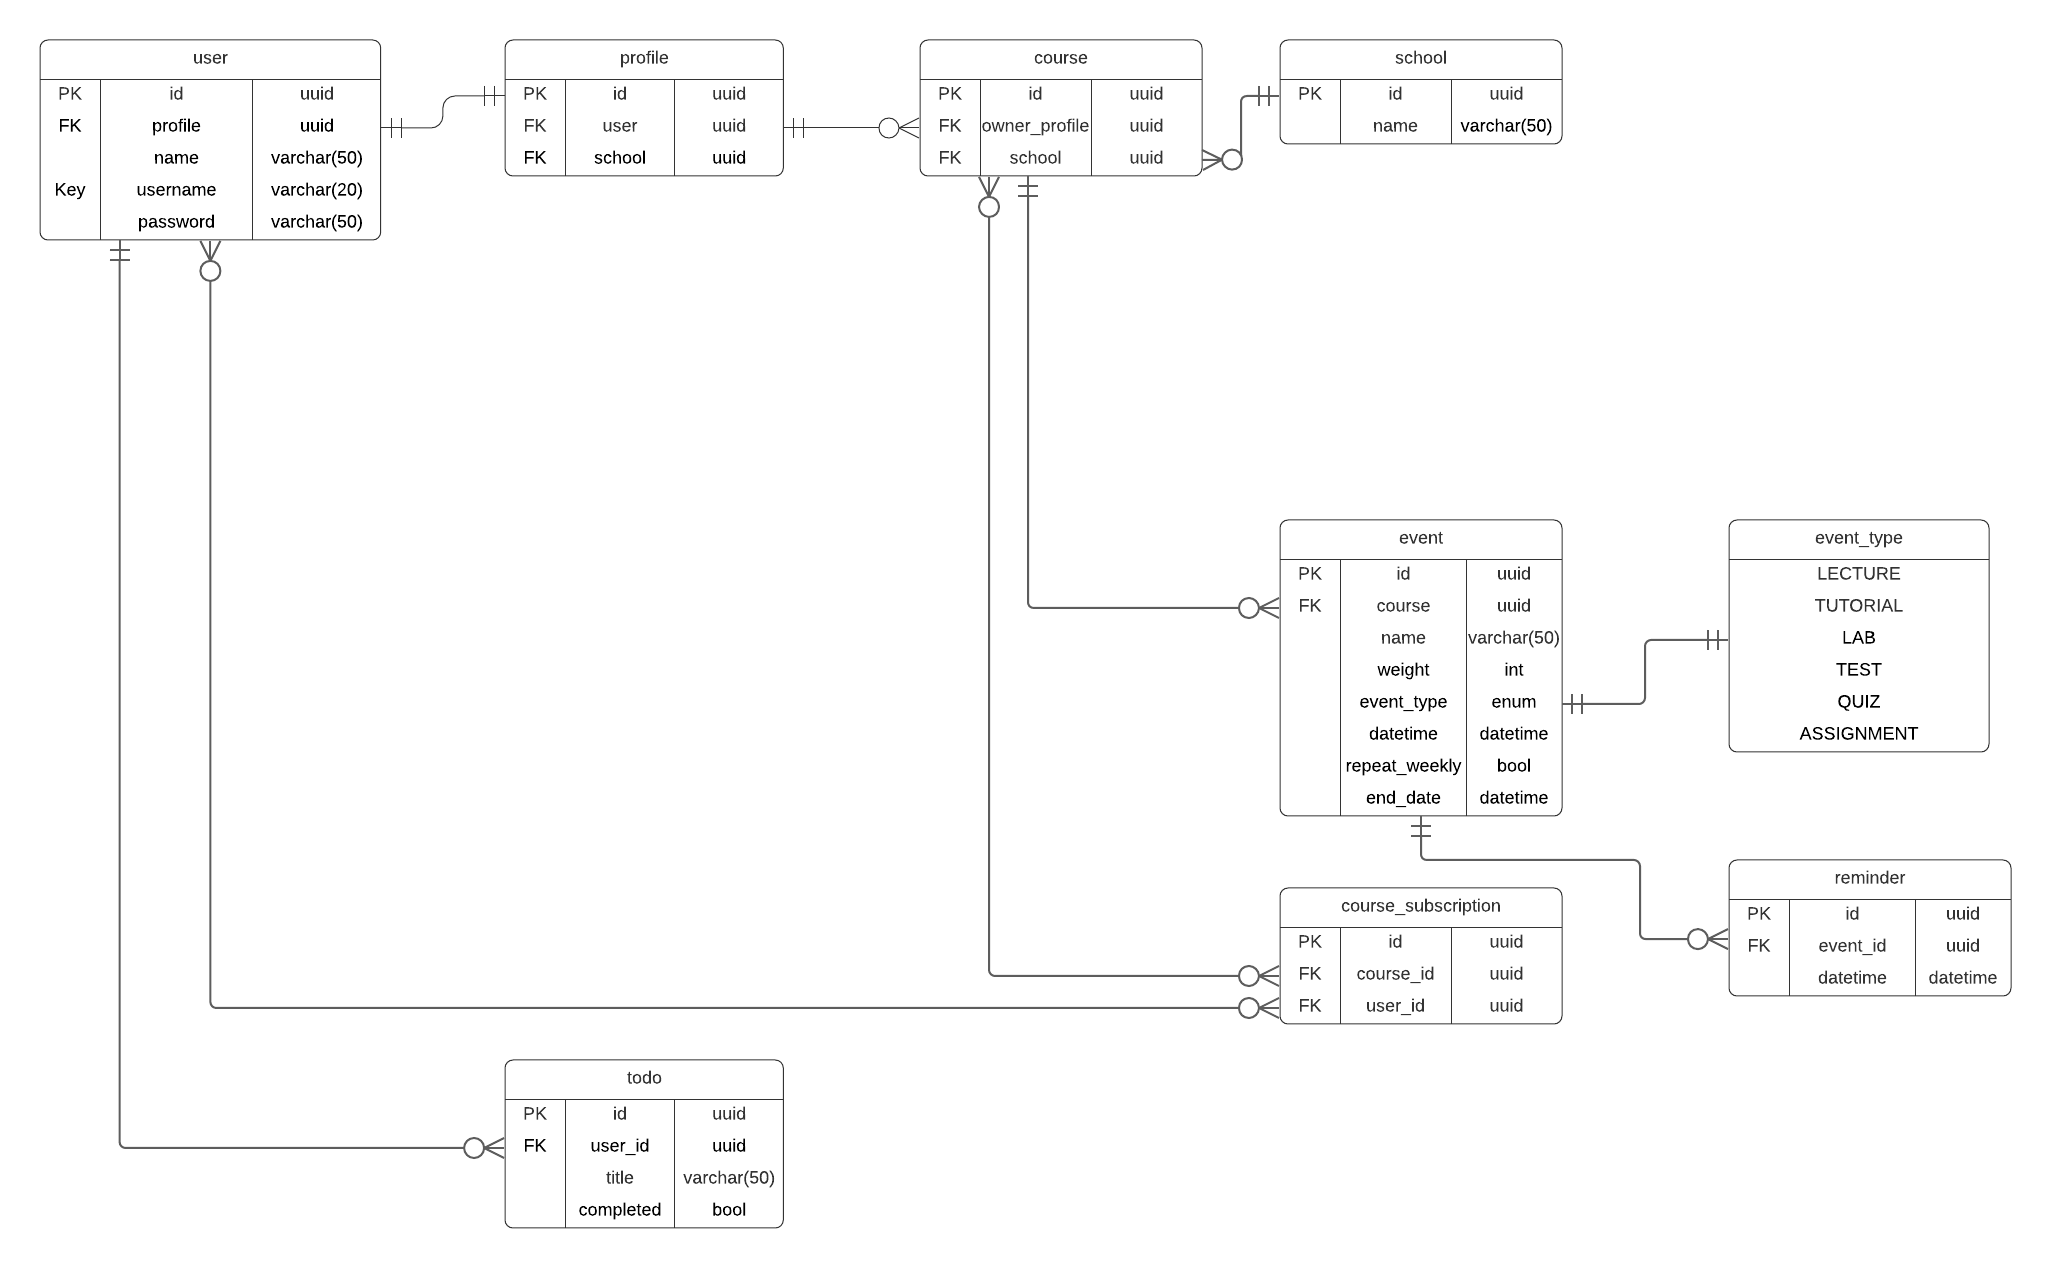 user
PK id uuid
FK profile uuid
name varchar(50)
Key username varchar(20)
password varchar(50)
profile
PK id uuid
FK user uuid
FK school uuid
course
PK id uuid
FK owner_profile uuid
FK school uuid
school
PK id uuid
name varchar(50)
event
PK id uuid
FK course uuid
name varchar(50)
weight int
event_type enum
datetime datetime
repeat_weekly bool
end_date datetime
event_type
LECTURE
TUTORIAL
LAB
TEST
QUIZ
ASSIGNMENT
course_subscription
PK id uuid
FK course_id uuid
FK user_id uuid
reminder
PK id uuid
FK event_id uuid
datetime datetime
todo
PK id uuid
FK user_id uuid
title varchar(50)
completed bool